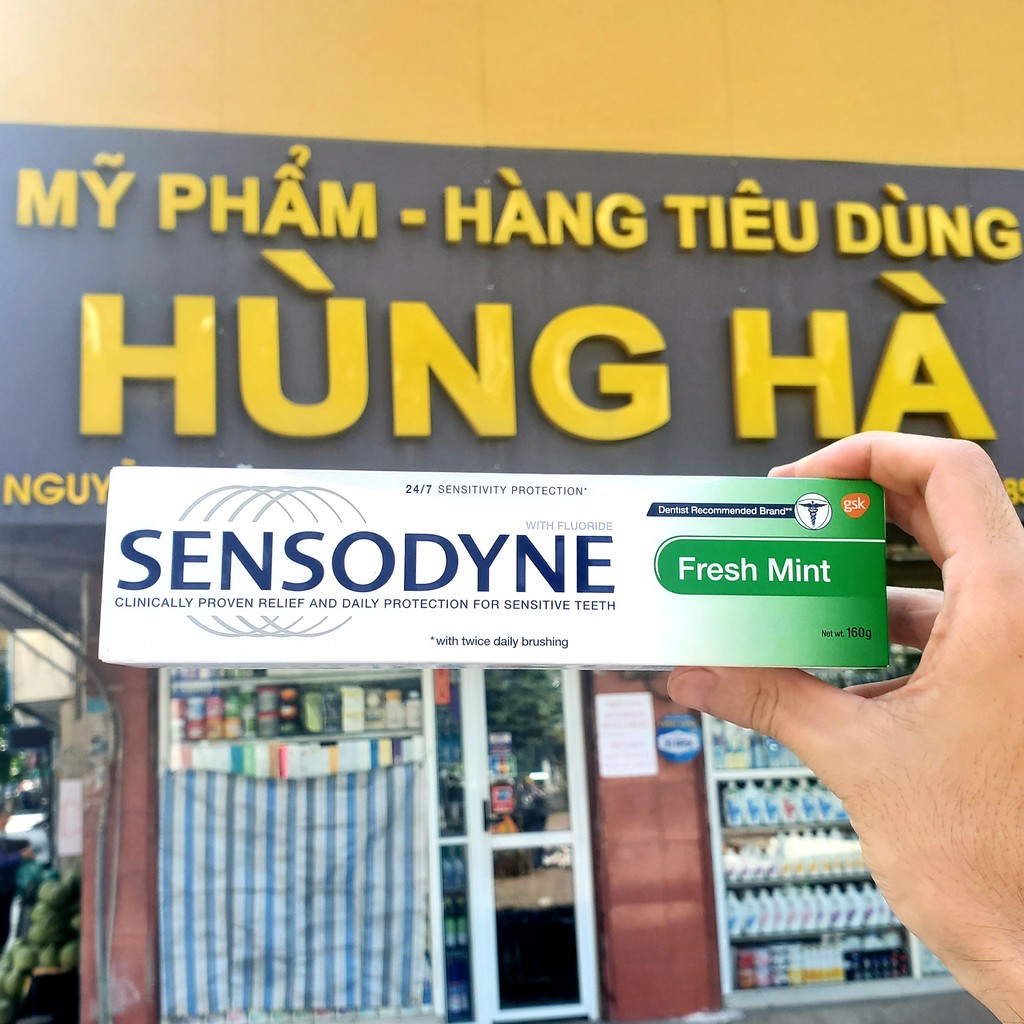 MỸ PHẨM - HÀNG TIÊU DÙNG
HÙNG HÀ
24/7 SENSITIVITY PROTECTION*
WITH FLUORIDE
SENSODYNE
CLINICALLY PROVEN RELIEF AND DAILY PROTECTION FOR SENSITIVE TEETH
*with twice daily brushing
Dentist Recommended Brand**
gsk
Fresh Mint
Net wt. 160g